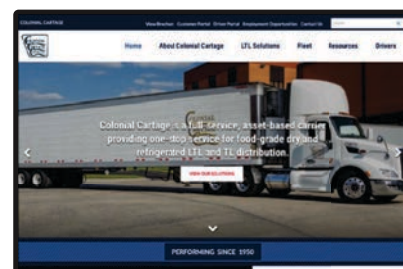 COLONIAL CARTAGE
View Brochure Customer Portal Driver Portal Employment Opportunities Contact Us
Home About Colonial Cartage LTL Solutions Fleet Resources Drivers
Colonial Cartage is a full-service, asset-based carrier
providing one-stop service for food-grade dry and
refrigerated LTL and TL distribution.
VIEW OUR SOLUTIONS
PERFORMING SINCE 1950